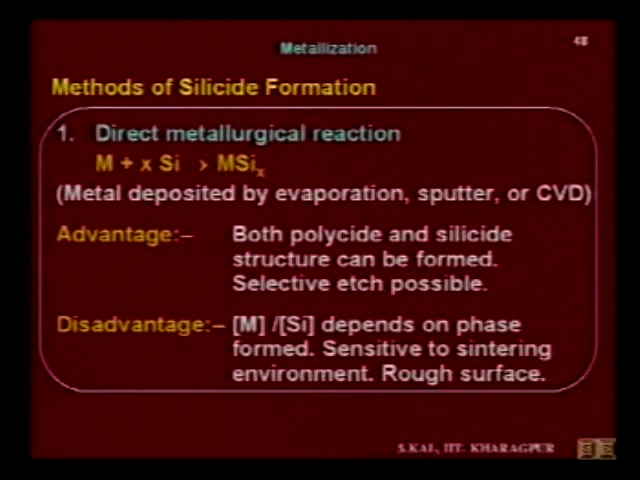 Metallization
48
Methods of Silicide Formation
1. Direct metallurgical reaction
M + x Si > MSix
(Metal deposited by evaporation, sputter, or CVD)
Advantage:– Both polycide and silicide
structure can be formed.
Selective etch possible.
Disadvantage:– [M] /[Si] depends on phase
formed. Sensitive to sintering
environment. Rough surface.
S.KAL, IIT. KHARAGPUR